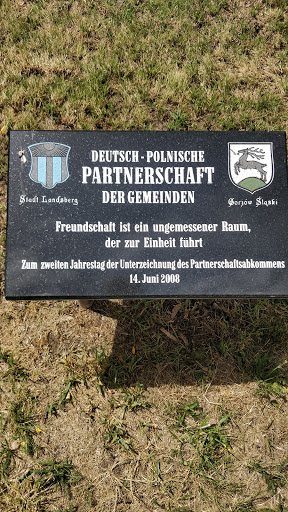 DEUTSCH - POLNISCHE
PARTNERSCHAFT
DER GEMEINDEN
Stadt Landsberg
Gorzów Śląski
Freundschaft ist ein ungemessener Raum,
der zur Einheit führt
Zum zweiten Jahrestag der Unterzeichnung des Partnerschaftsabkommens
14. Juni 2008